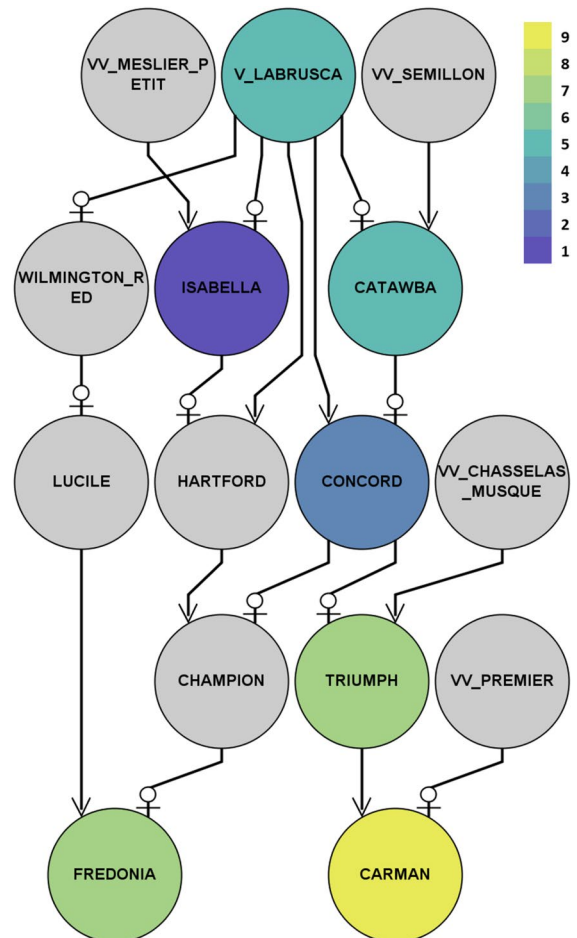 VV_MESLIER_P
ETIT
V_LABRUSCA
VV_SEMILLON
9
8
7
6
5
4
3
2
1
WILMINGTON_R
ED
ISABELLA
CATAWBA
LUCILE
HARTFORD
CONCORD
VV_CHASSELAS
_MUSQUE
CHAMPION
TRIUMPH
VV_PREMIER
FREDONIA
CARMAN